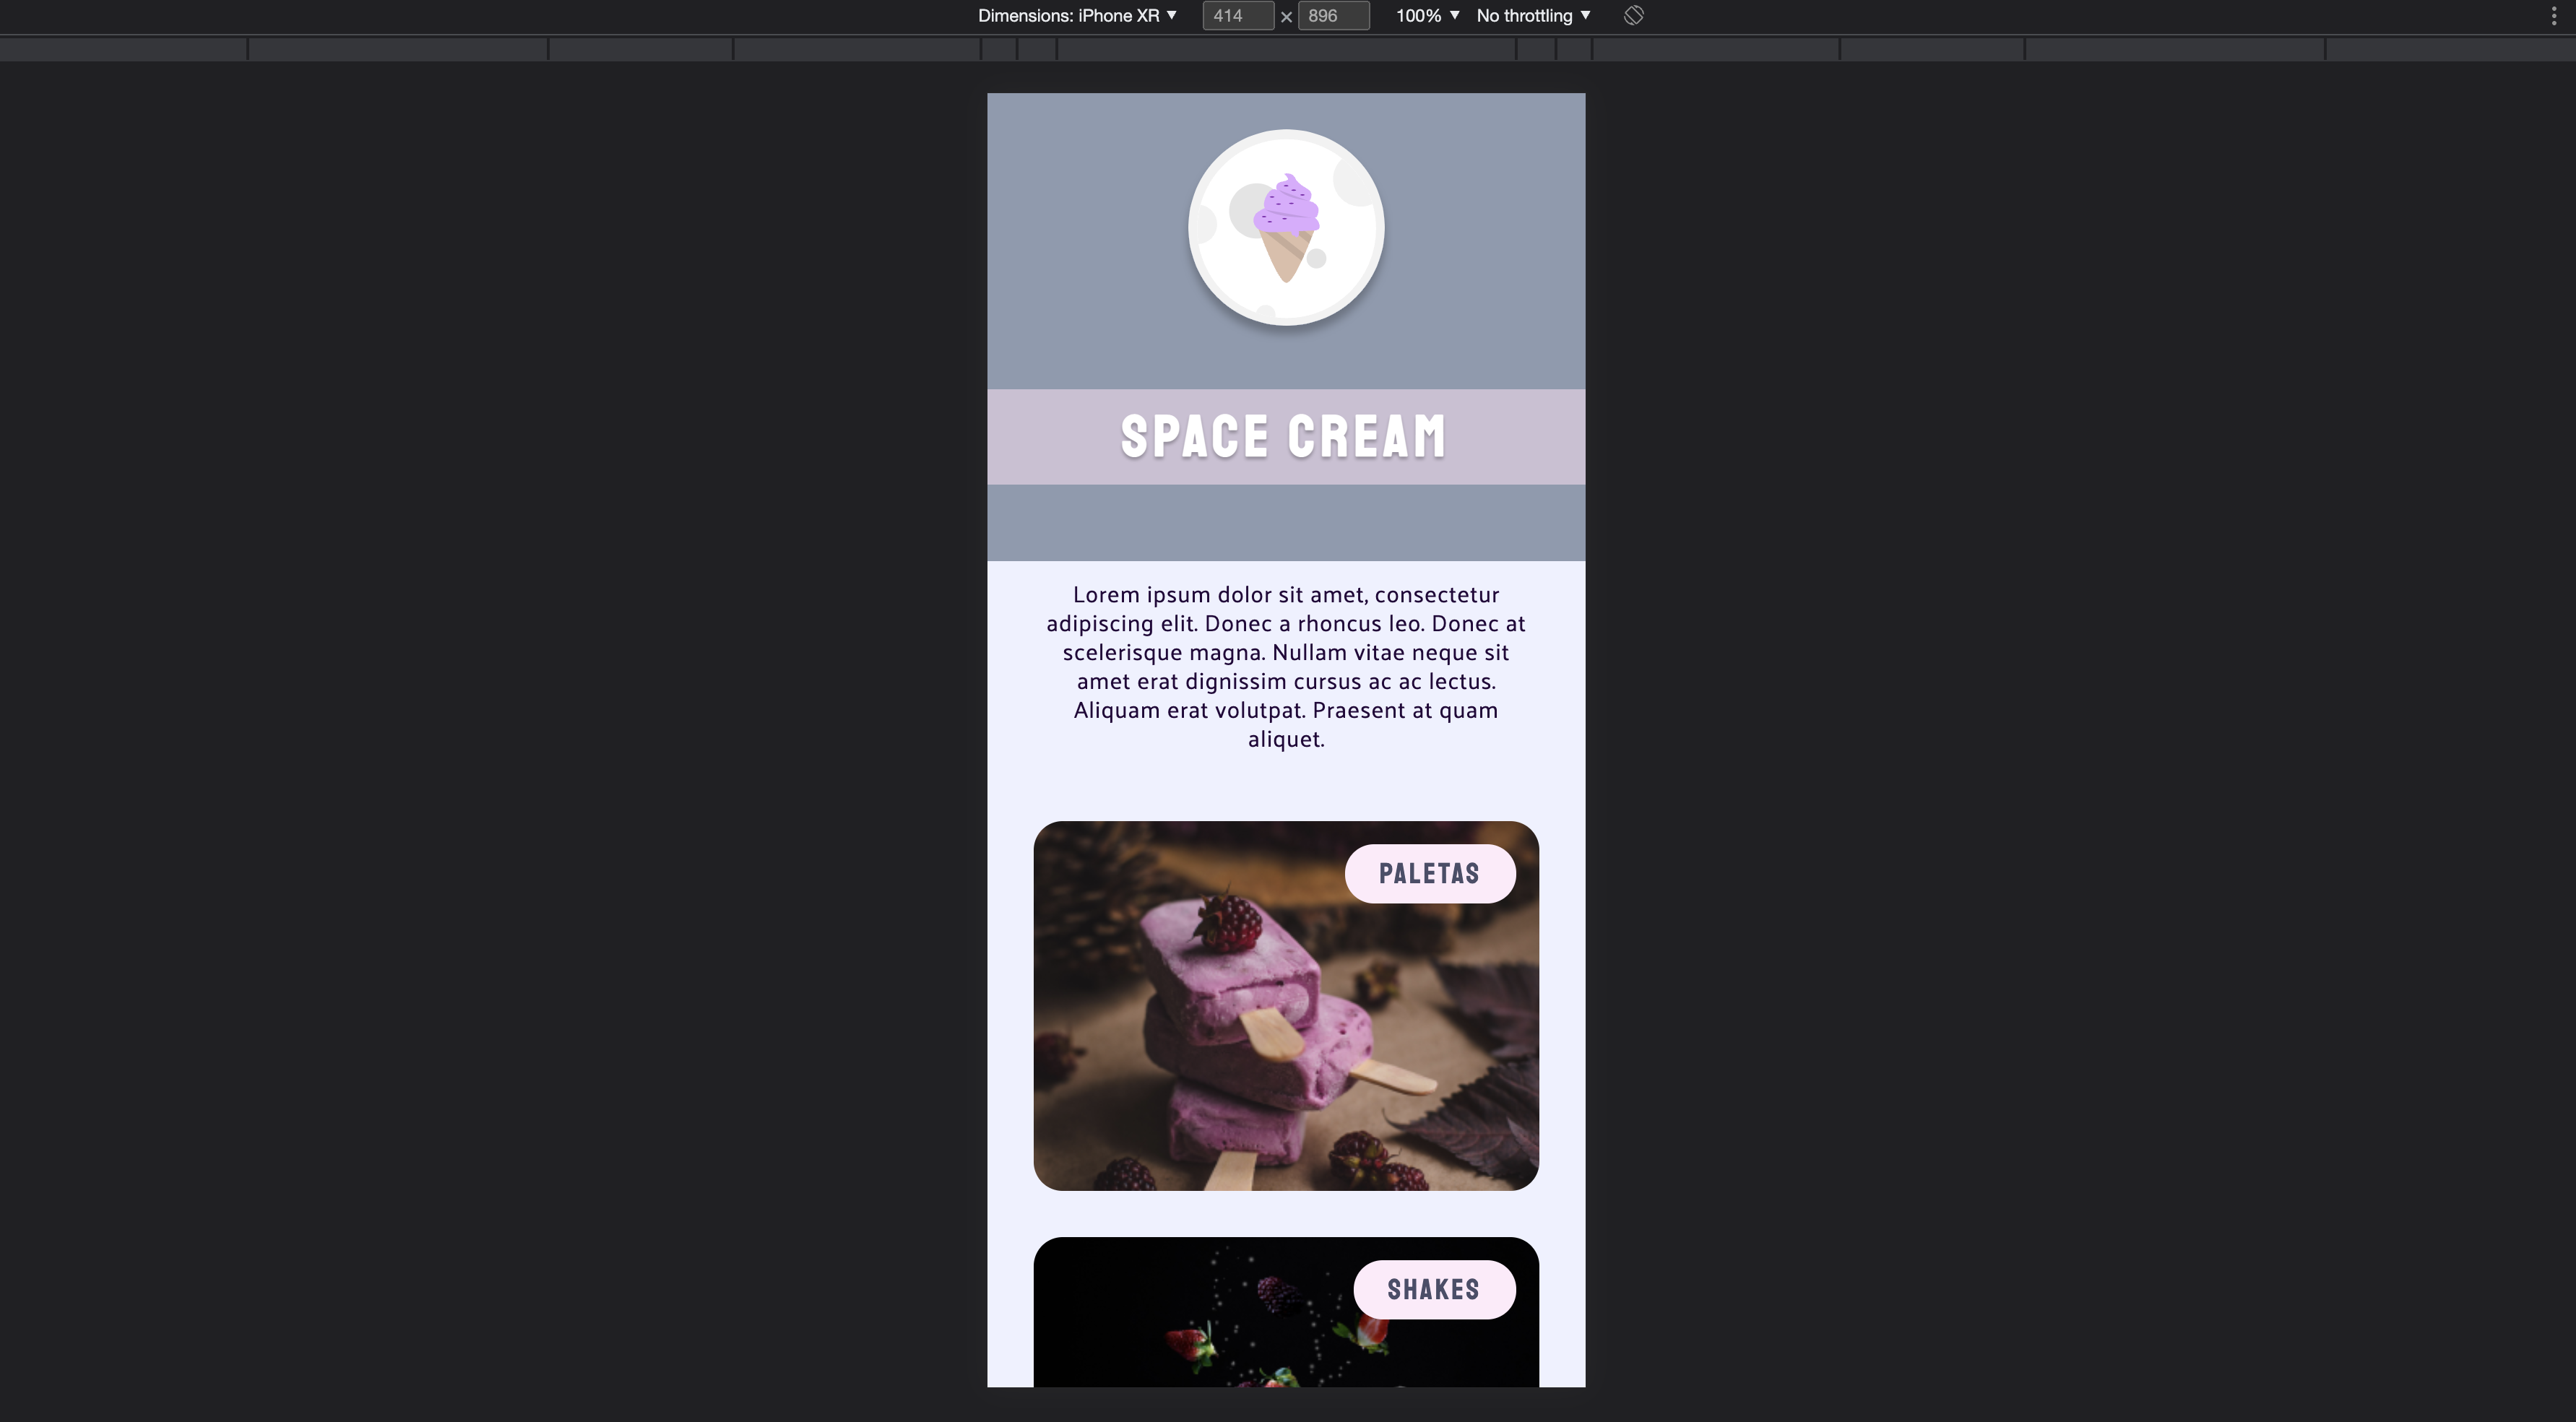 Dimensions: iPhone XR ▼ 414 × 896 100% ▼ No throttling ▼
SPACE CREAM
Lorem ipsum dolor sit amet, consectetur
adipiscing elit. Donec a rhoncus leo. Donec at
scelerisque magna. Nullam vitae neque sit
amet erat dignissim cursus ac ac lectus.
Aliquam erat volutpat. Praesent at quam
aliquet.
PALETAS
SHAKES